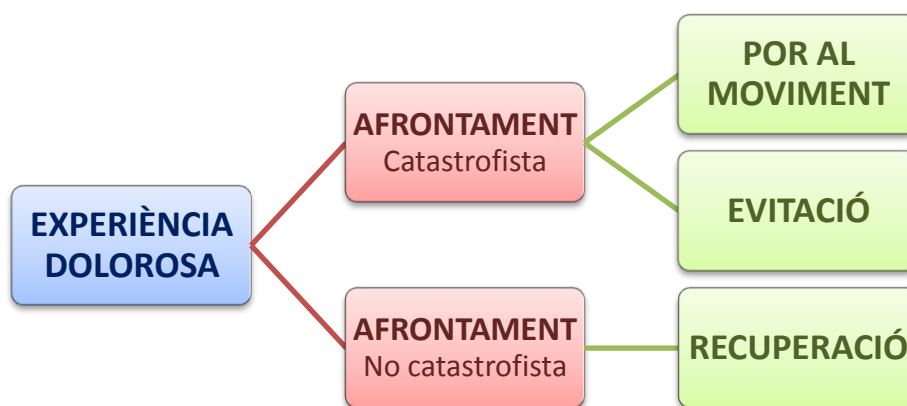 EXPERIÈNCIA
DOLOROSA
AFRONTAMENT
Catastrofista
POR AL
MOVIMENT
EVITACIÓ
AFRONTAMENT
No catastrofista
RECUPERACIÓ